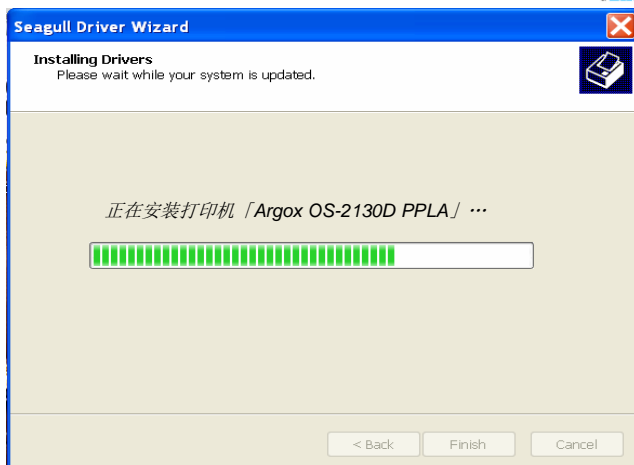 Seagull Driver Wizard
Installing Drivers
Please wait while your system is updated.
正在安装打印机「Argox OS-2130D PPLA」…
< Back
Finish
Cancel